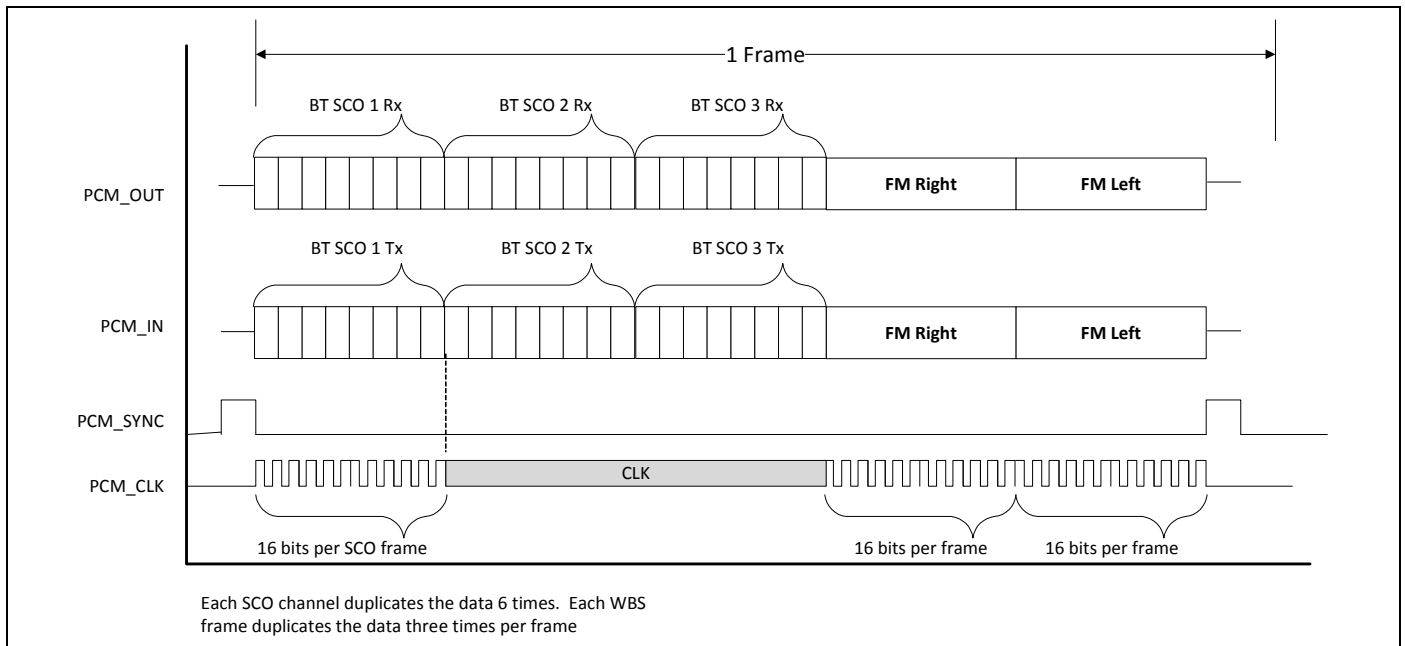 1 Frame
BT SCO 1 Rx BT SCO 2 Rx BT SCO 3 Rx
PCM_OUT FM Right FM Left
BT SCO 1 Tx BT SCO 2 Tx BT SCO 3 Tx
PCM_IN FM Right FM Left
PCM_SYNC
PCM_CLK CLK
16 bits per SCO frame 16 bits per frame 16 bits per frame
Each SCO channel duplicates the data 6 times. Each WBS
frame duplicates the data three times per frame